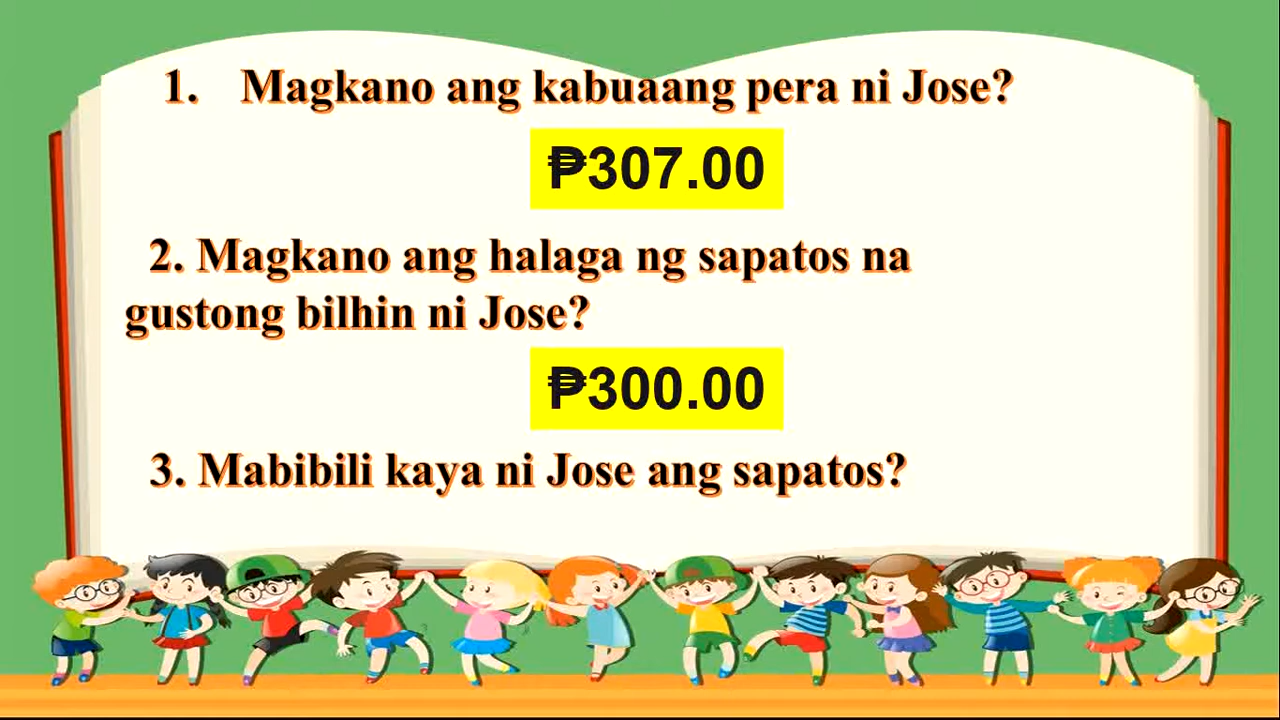 1. Magkano ang kabuaang pera ni Jose?
₱307.00
2. Magkano ang halaga ng sapatos na
gustong bilhin ni Jose?
₱300.00
3. Mabibili kaya ni Jose ang sapatos?